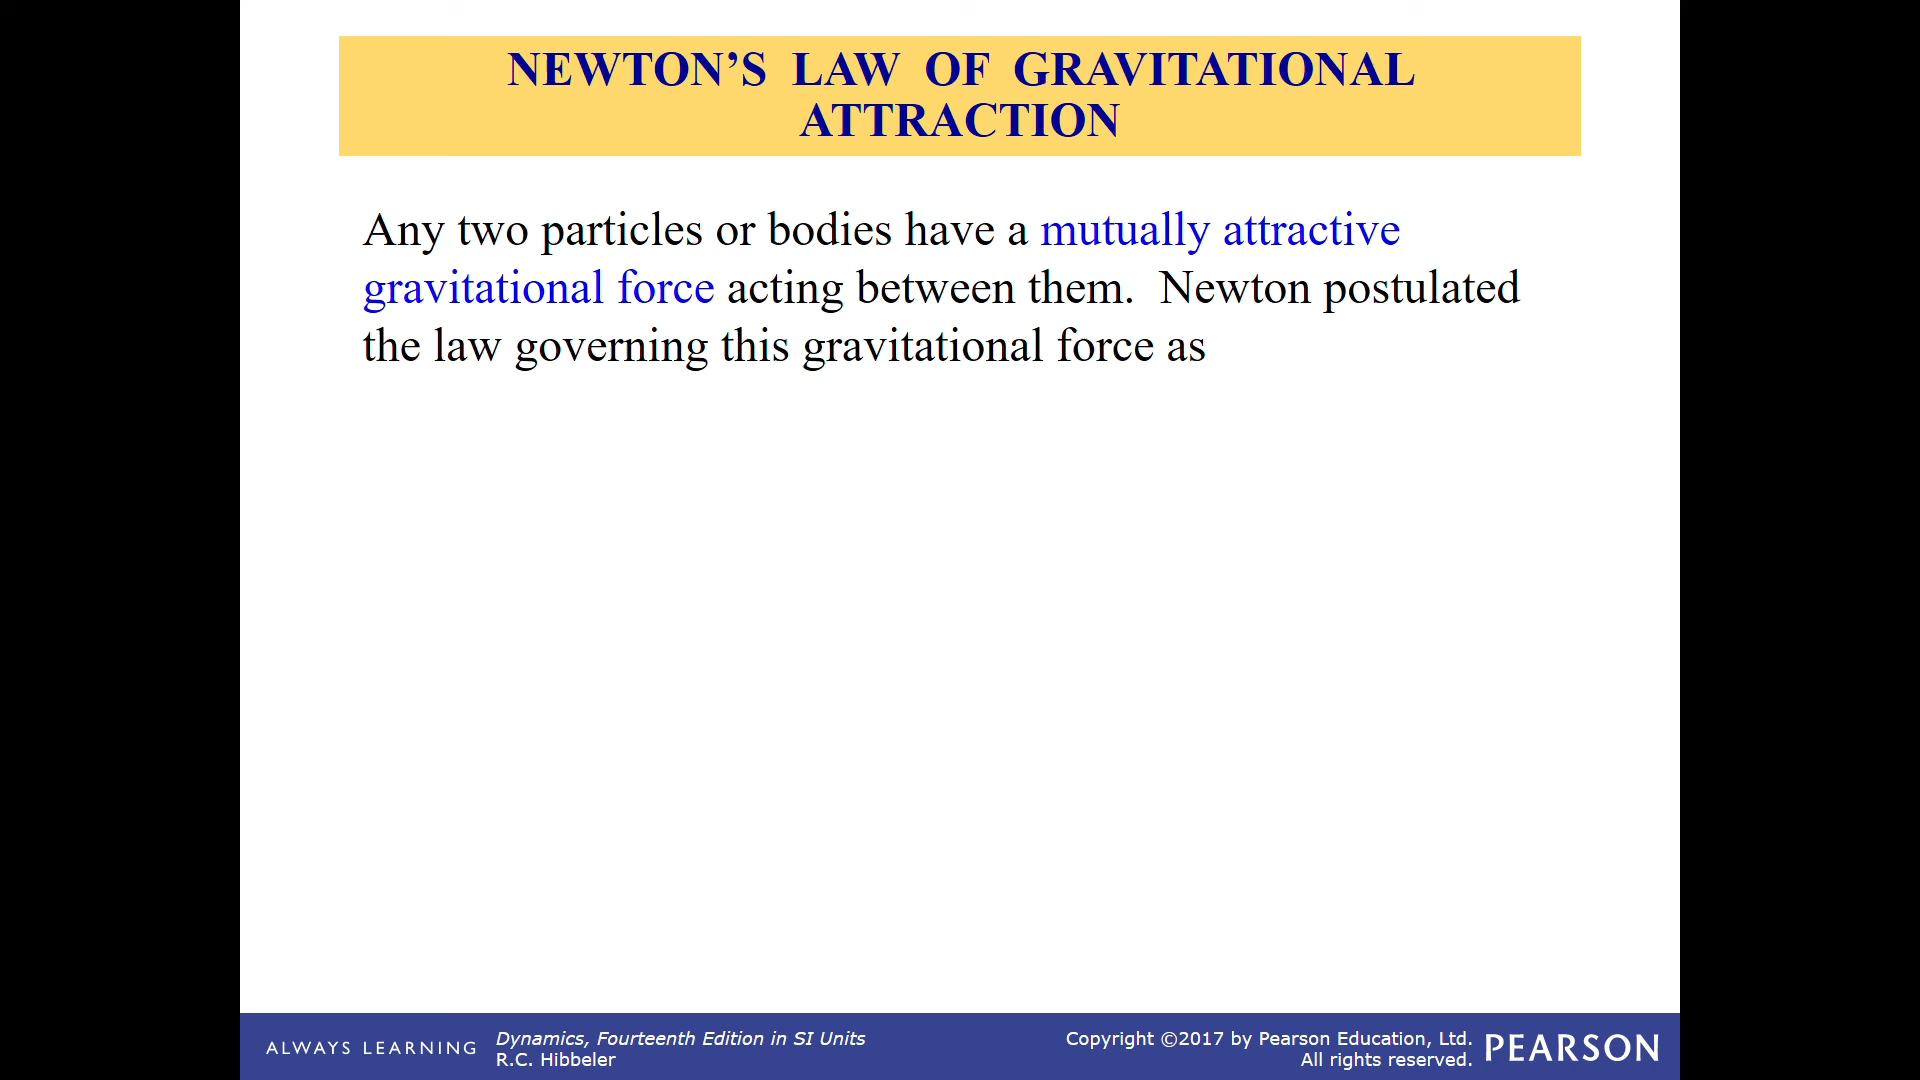 NEWTON’S LAW OF GRAVITATIONAL
ATTRACTION
Any two particles or bodies have a mutually attractive
gravitational force acting between them. Newton postulated
the law governing this gravitational force as
ALWAYS LEARNING
Dynamics, Fourteenth Edition in SI Units
R.C. Hibbeler
Copyright ©2017 by Pearson Education, Ltd.
All rights reserved.
PEARSON